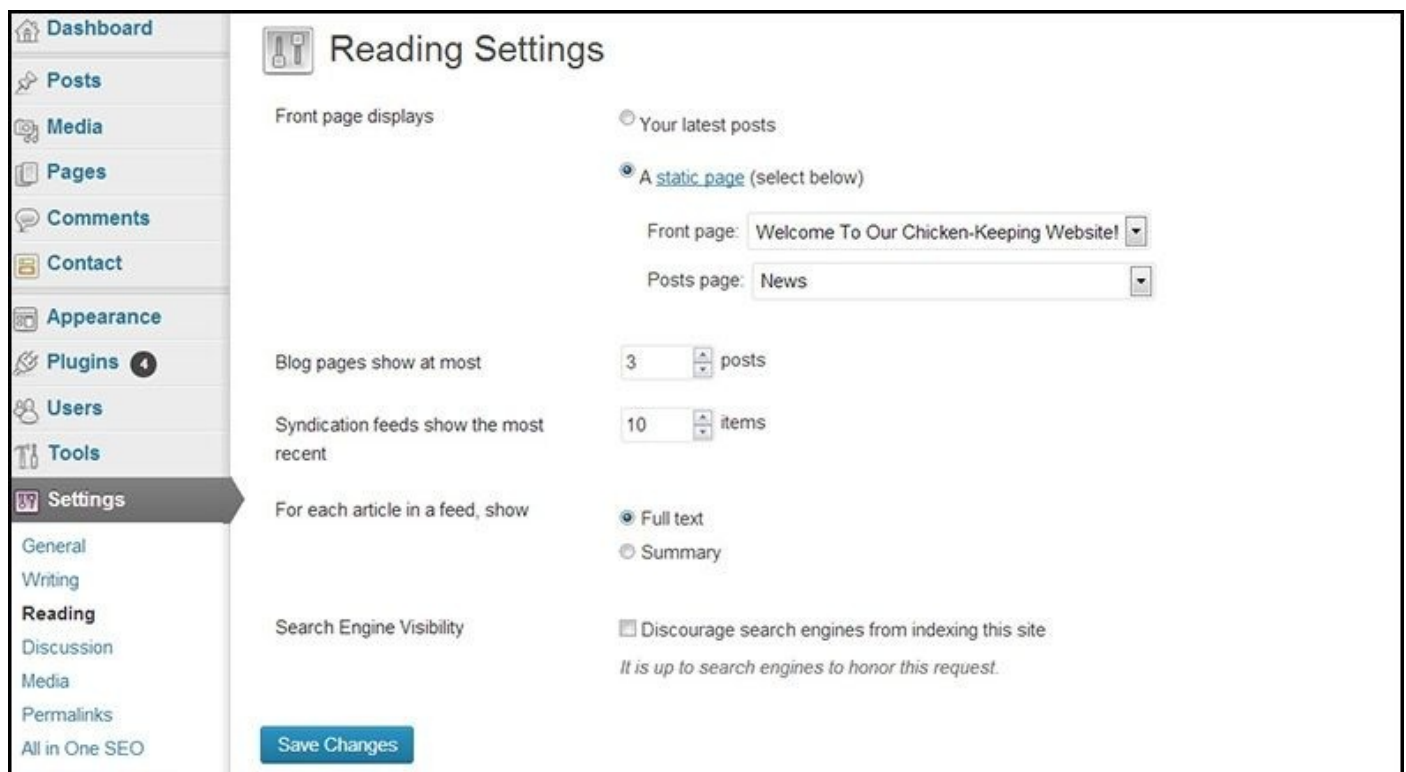 Dashboard
Posts
Media
Pages
Comments
Contact
Appearance
Plugins 4
Users
Tools
Settings
General
Writing
Reading
Discussion
Media
Permalinks
All in One SEO
Reading Settings
Front page displays
Your latest posts
A static page (select below)
Front page: Welcome To Our Chicken-Keeping Website!
Posts page: News
Blog pages show at most 3 posts
Syndication feeds show the most
recent
10 items
For each article in a feed, show
Full text
Summary
Search Engine Visibility
Discourage search engines from indexing this site
It is up to search engines to honor this request.
Save Changes